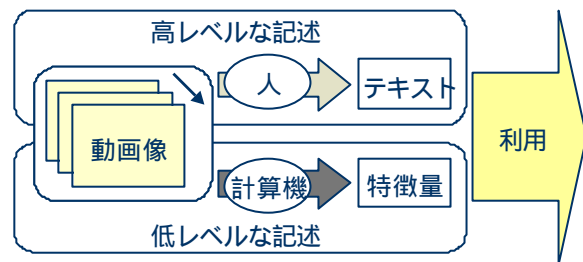 高レベルな記述
人
テキスト
動画像
利用
計算機
特徴量
低レベルな記述